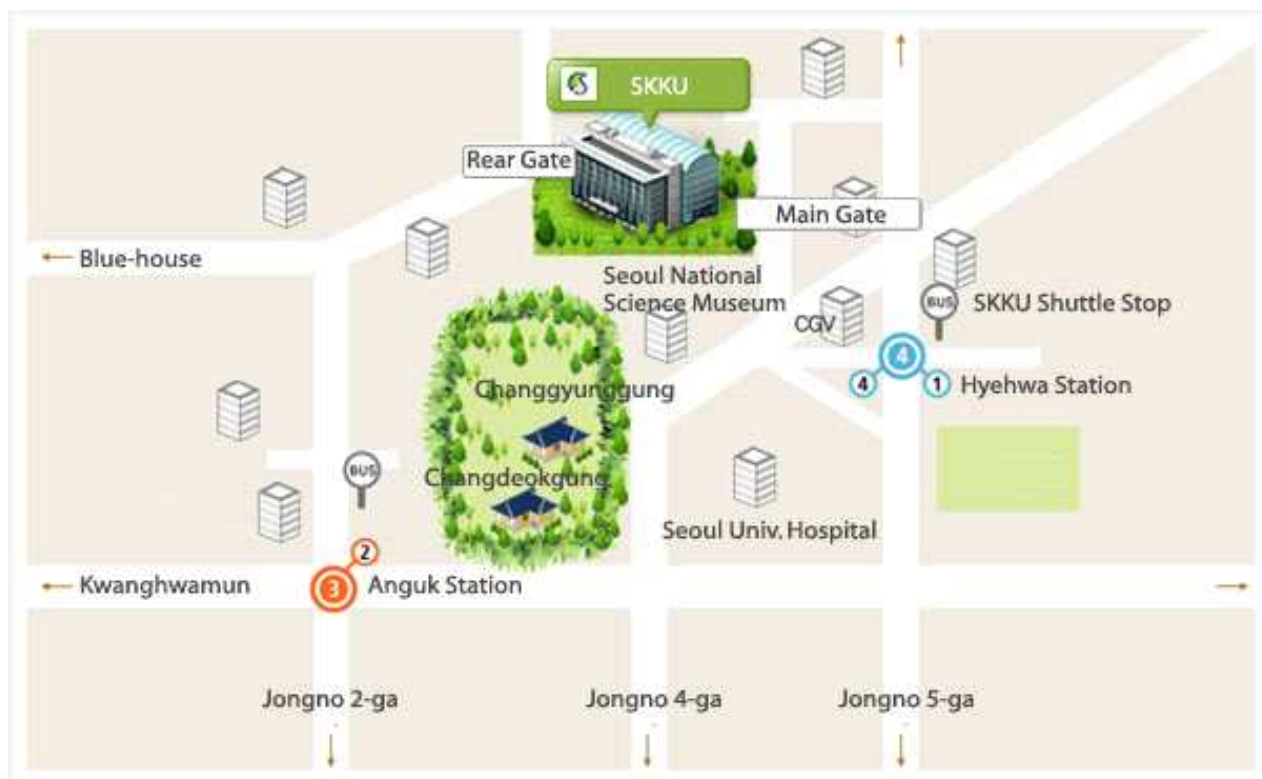 SKKU
Rear Gate
Main Gate
Blue-house
Seoul National
Science Museum
BUS
SKKU Shuttle Stop
CGV
4
4
1
Hyehwa Station
Changgyunggung
BUS
Changdeokgung
Seoul Univ. Hospital
2
Kwanghwamun
3
Anguk Station
Jongno 2-ga
Jongno 4-ga
Jongno 5-ga